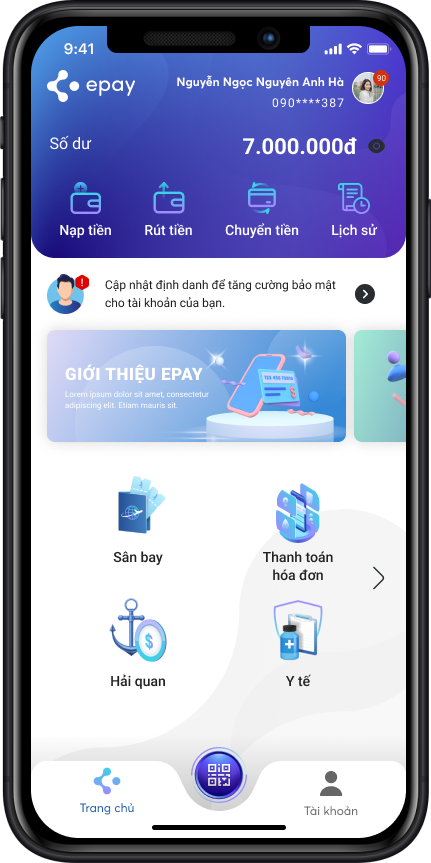 9:41
epay
Nguyễn Ngọc Nguyên Anh Hà
90
090****387
Số dư
7.000.000đ
Nạp tiền
Rút tiền
Chuyển tiền
Lịch sử
!
Cập nhật định danh để tăng cường bảo mật
cho tài khoản của bạn.
GIỚI THIỆU EPAY
Lorem ipsum dolor sit amet, consectetur
adipiscing elit. Etiam mauris sit.
Sân bay
Thanh toán
hóa đơn
$
Hải quan
Y tế
Trang chủ
Tài khoản